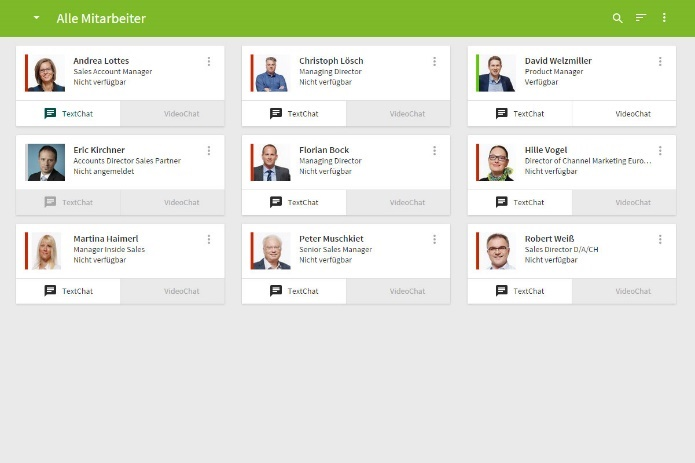 Alle Mitarbeiter
Andrea Lottes
Sales Account Manager
Nicht verfügbar
TextChat
VideoChat
Christoph Lösch
Managing Director
Nicht verfügbar
TextChat
VideoChat
David Welzmiller
Product Manager
Verfügbar
TextChat
VideoChat
Eric Kirchner
Accounts Director Sales Partner
Nicht angemeldet
TextChat
VideoChat
Florian Bock
Managing Director
Nicht verfügbar
TextChat
VideoChat
Hille Vogel
Director of Channel Marketing Euro...
Nicht verfügbar
TextChat
VideoChat
Martina Haimerl
Manager Inside Sales
Nicht verfügbar
TextChat
VideoChat
Peter Muschkiet
Senior Sales Manager
Nicht verfügbar
TextChat
VideoChat
Robert Weiß
Sales Director D/A/CH
Nicht verfügbar
TextChat
VideoChat